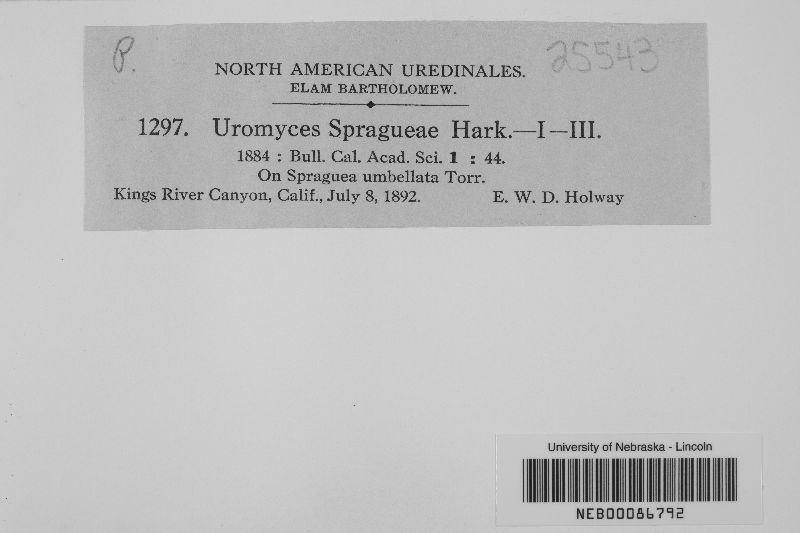 P.
25543
NORTH AMERICAN UREDINALES.
ELAM BARTHOLOMEW.
1297. Uromyces Spragueae Hark.—I—III.
1884 : Bull. Cal. Acad. Sci. 1 : 44.
On Spraguea umbellata Torr.
Kings River Canyon, Calif., July 8, 1892. E. W. D. Holway
University of Nebraska - Lincoln
NEB00086792